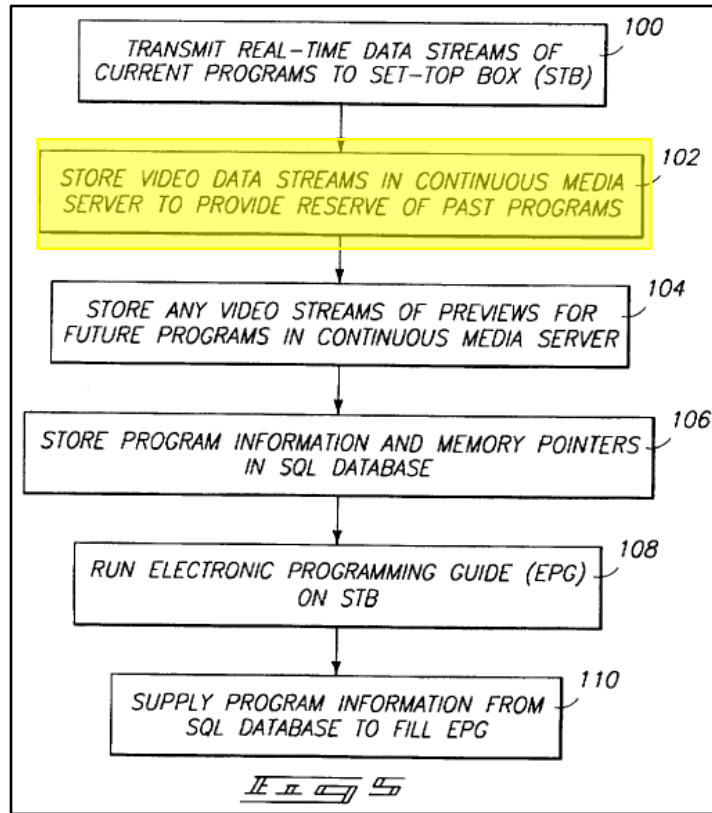 100
TRANSMIT REAL-TIME DATA STREAMS OF
CURRENT PROGRAMS TO SET-TOP BOX (STB)
102
STORE VIDEO DATA STREAMS IN CONTINUOUS MEDIA
SERVER TO PROVIDE RESERVE OF PAST PROGRAMS
104
STORE ANY VIDEO STREAMS OF PREVIEWS FOR
FUTURE PROGRAMS IN CONTINUOUS MEDIA SERVER
106
STORE PROGRAM INFORMATION AND MEMORY POINTERS
IN SQL DATABASE
108
RUN ELECTRONIC PROGRAMMING GUIDE (EPG)
ON STB
110
SUPPLY PROGRAM INFORMATION FROM
SQL DATABASE TO FILL EPG
Fig 5